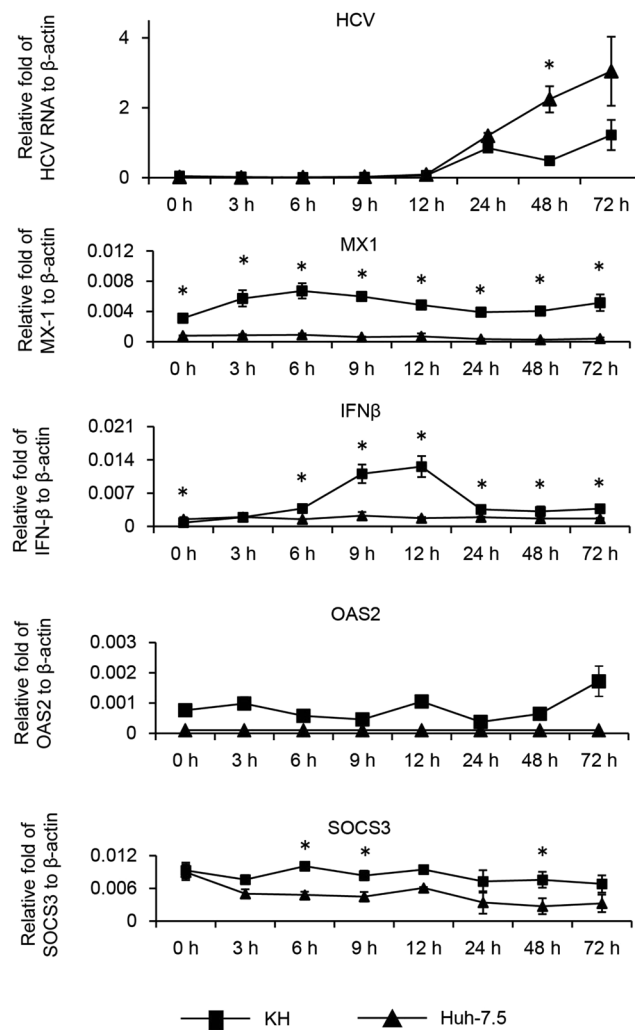 HCV
Relative fold of
HCV RNA to β-actin
4
2
0
0 h 3 h 6 h 9 h 12 h 24 h 48 h 72 h
*
MX1
Relative fold of
MX-1 to β-actin
0.012
0.008
0.004
0
* * * * * * * *
0 h 3 h 6 h 9 h 12 h 24 h 48 h 72 h
IFNβ
Relative fold of
IFN-β to β-actin
0.021
0.014
0.007
0
* * * * * * *
0 h 3 h 6 h 9 h 12 h 24 h 48 h 72 h
OAS2
Relative fold of
OAS2 to β-actin
0.003
0.002
0.001
0
0 h 3 h 6 h 9 h 12 h 24 h 48 h 72 h
SOCS3
Relative fold of
SOCS3 to β-actin
0.012
0.006
0
* * *
0 h 3 h 6 h 9 h 12 h 24 h 48 h 72 h
KH Huh-7.5